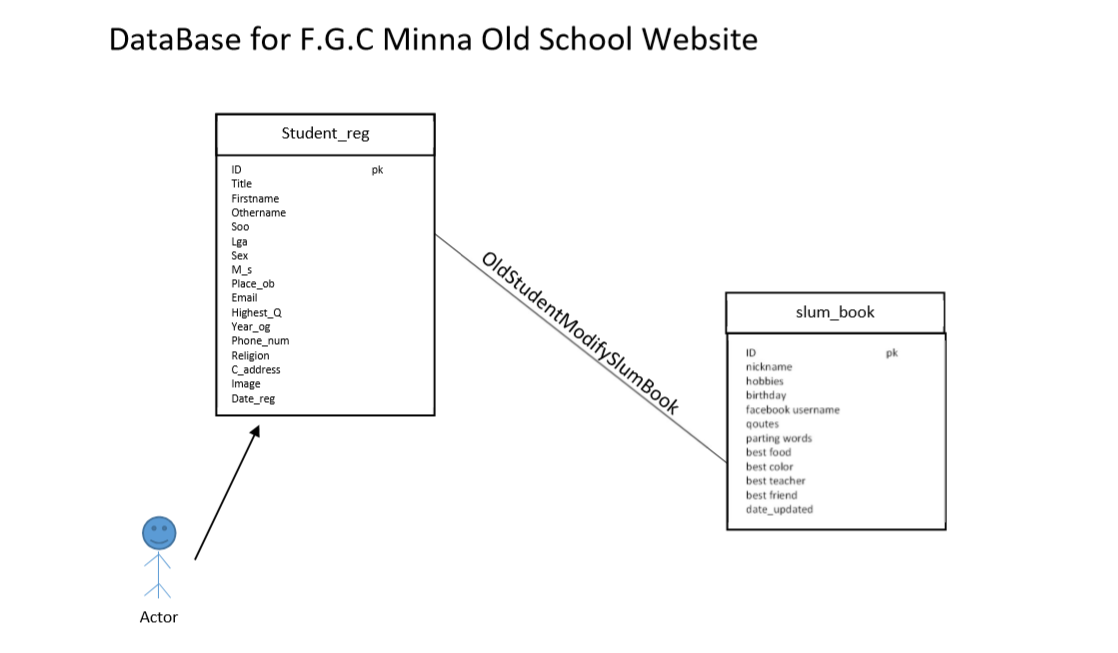 DataBase for F.G.C Minna Old School Website
Student_reg
ID pk
Title
Firstname
Othername
Soo
Lga
Sex
M_s
Place_ob
Email
Highest_Q
Year_og
Phone_num
Religion
C_address
Image
Date_reg
OldStudentModifySlumBook
slum_book
ID pk
nickname
hobbies
birthday
facebook username
qoutes
parting words
best food
best color
best teacher
best friend
date_updated
Actor